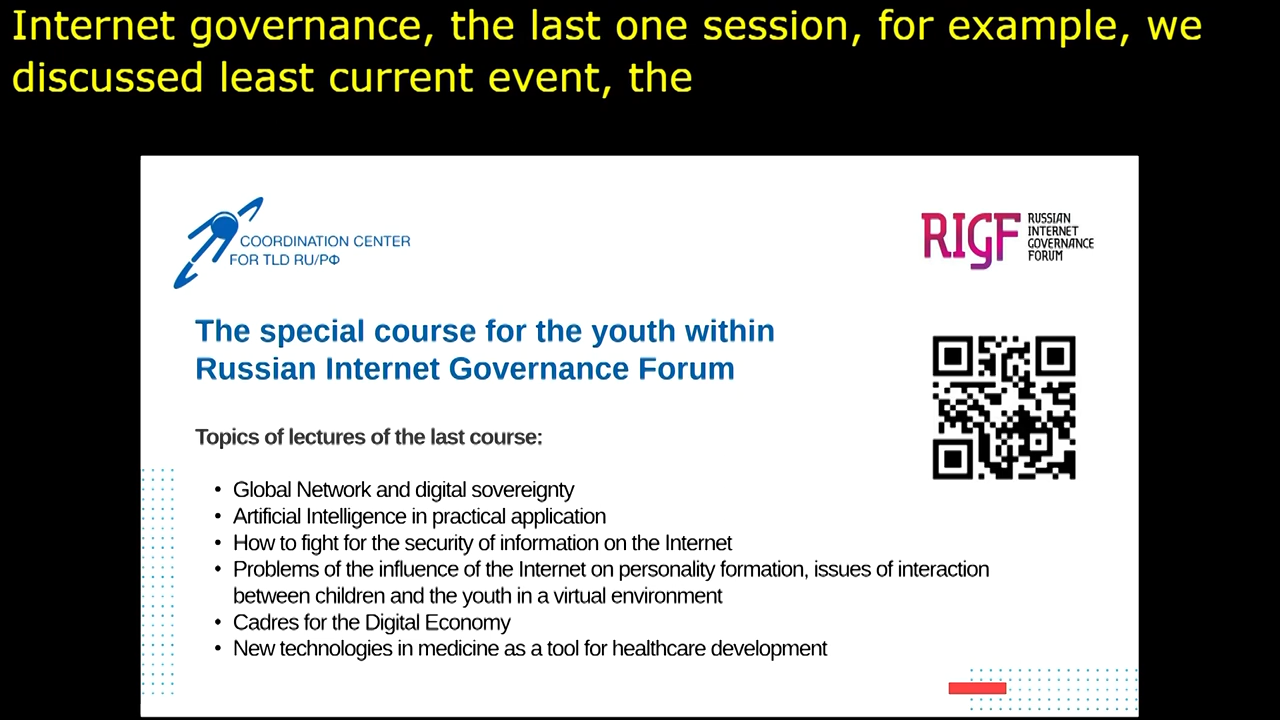 Internet governance, the last one session, for example, we
discussed least current event, the
COORDINATION CENTER
FOR TLD RU/РФ
RIGF
RUSSIAN
INTERNET
GOVERNANCE
FORUM
The special course for the youth within
Russian Internet Governance Forum
Topics of lectures of the last course:
• Global Network and digital sovereignty
• Artificial Intelligence in practical application
• How to fight for the security of information on the Internet
• Problems of the influence of the Internet on personality formation, issues of interaction
between children and the youth in a virtual environment
• Cadres for the Digital Economy
• New technologies in medicine as a tool for healthcare development